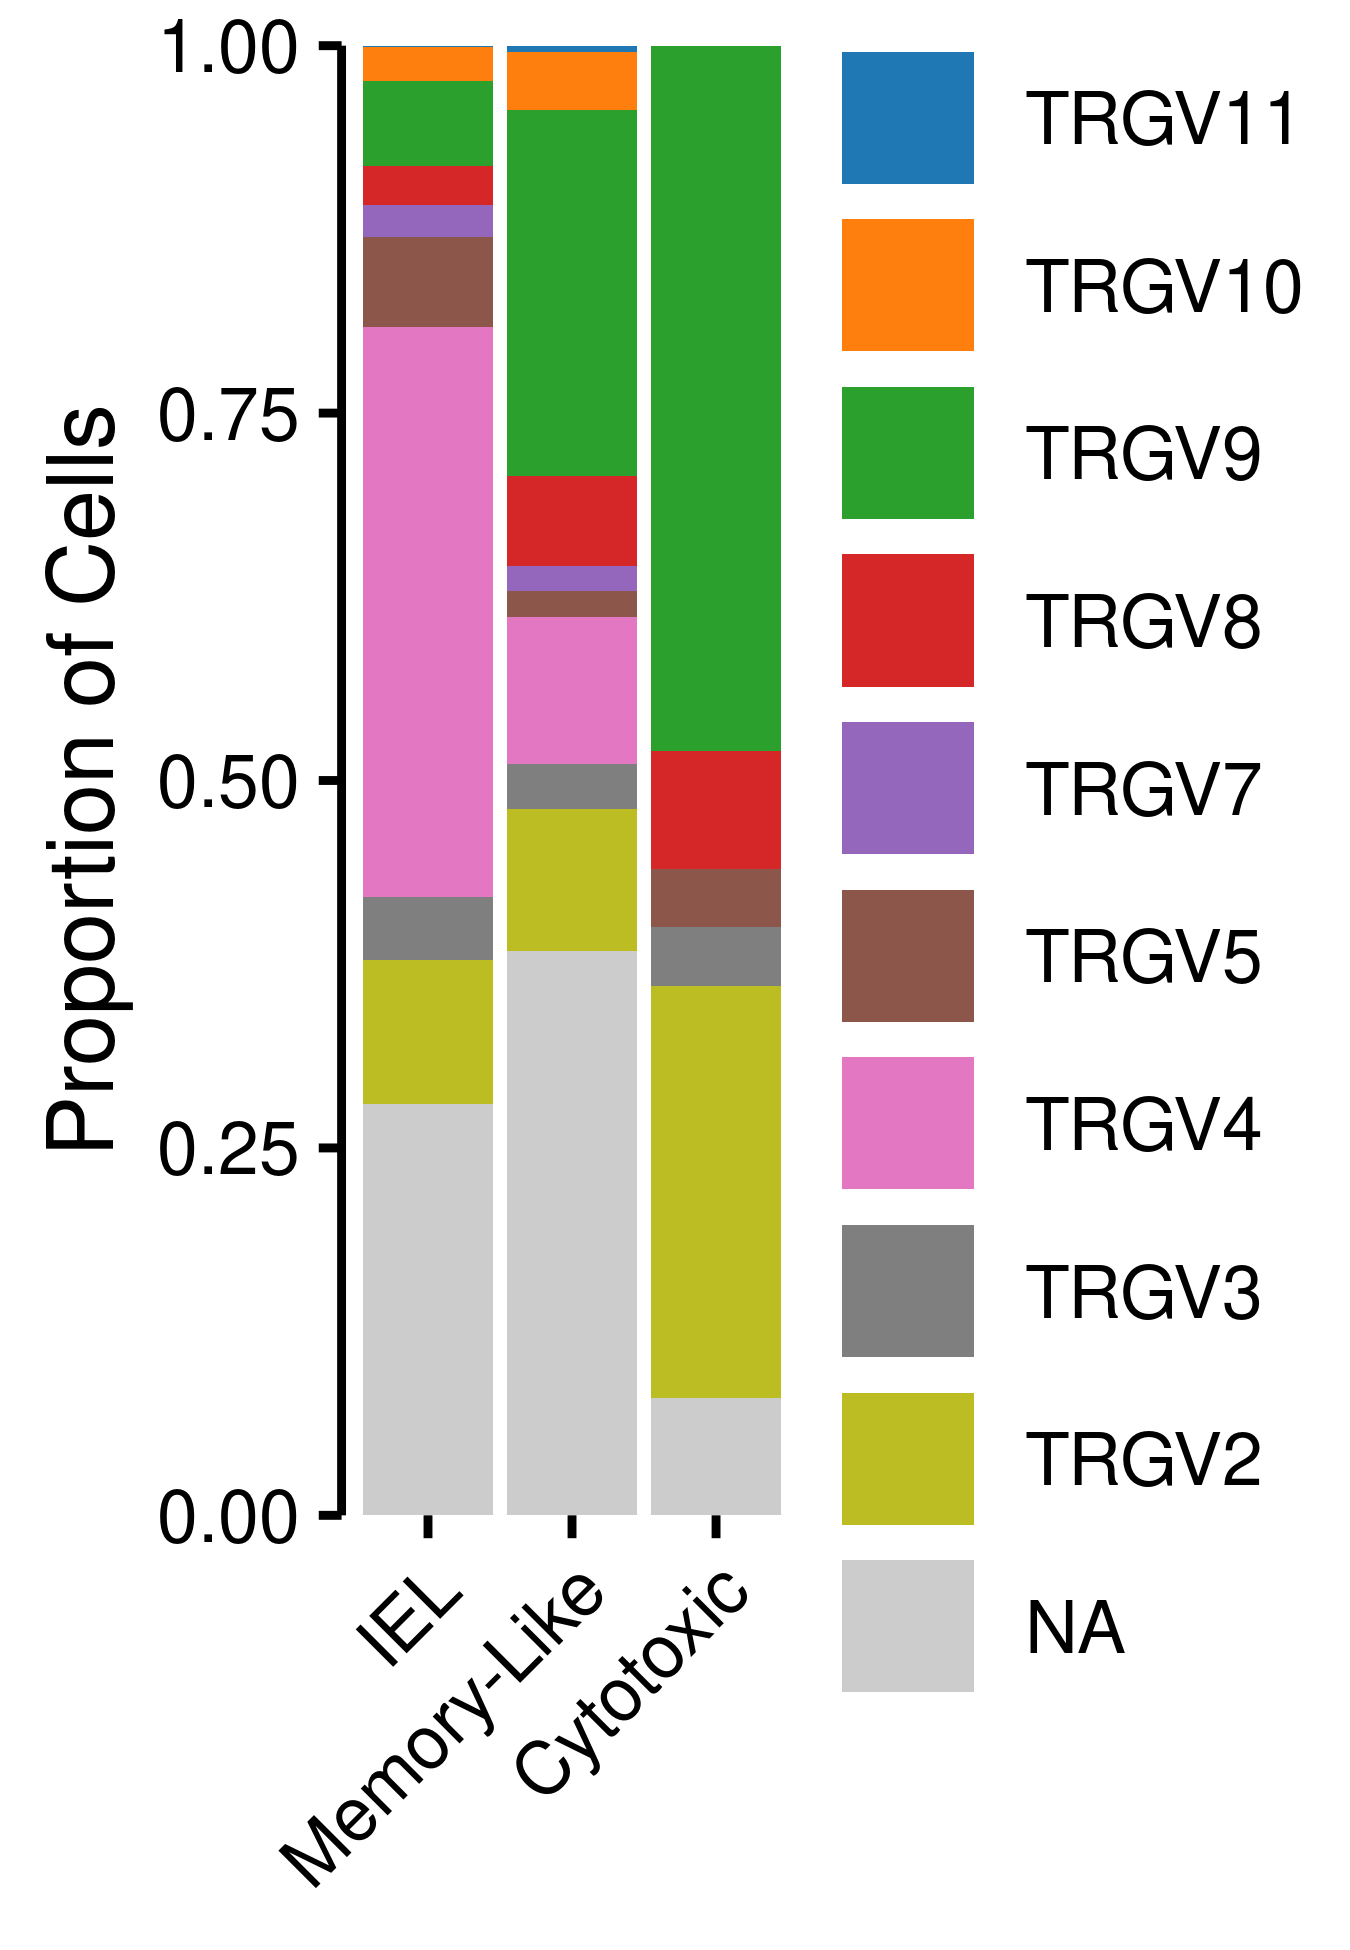 Proportion of Cells
1.00
0.75
0.50
0.25
0.00
IEL
Memory-Like
Cytotoxic
TRGV11
TRGV10
TRGV9
TRGV8
TRGV7
TRGV5
TRGV4
TRGV3
TRGV2
NA